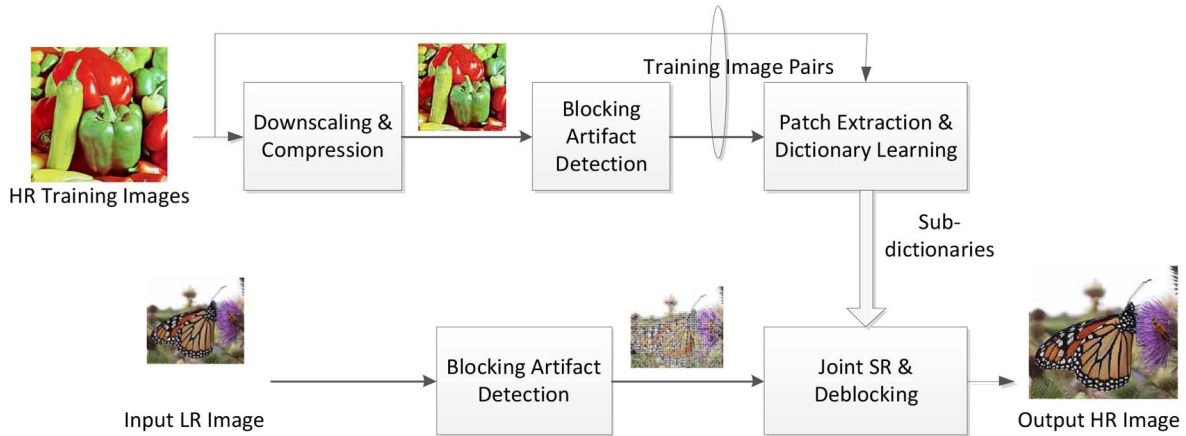 Training Image Pairs
Downscaling &
Compression
Blocking
Artifact
Detection
Patch Extraction &
Dictionary Learning
HR Training Images
Sub-
dictionaries
Blocking Artifact
Detection
Joint SR &
Deblocking
Input LR Image
Output HR Image